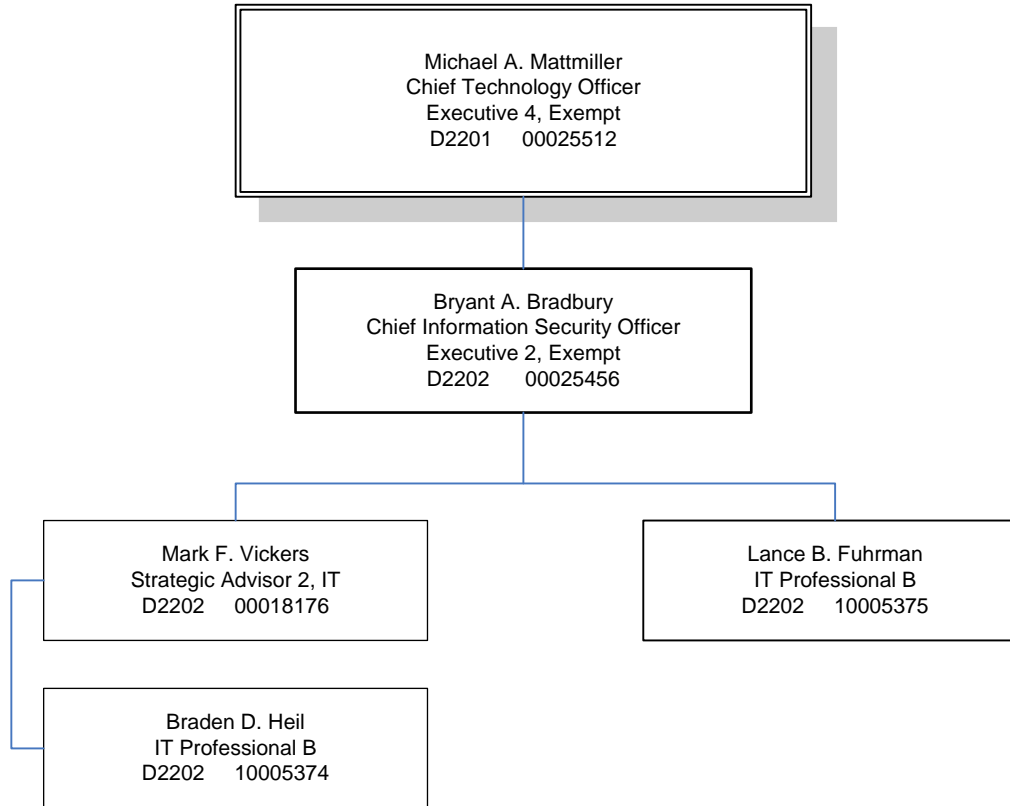 Michael A. Mattmiller
Chief Technology Officer
Executive 4, Exempt
D2201 00025512
Bryant A. Bradbury
Chief Information Security Officer
Executive 2, Exempt
D2202 00025456
Mark F. Vickers
Strategic Advisor 2, IT
D2202 00018176
Lance B. Fuhrman
IT Professional B
D2202 10005375
Braden D. Heil
IT Professional B
D2202 10005374